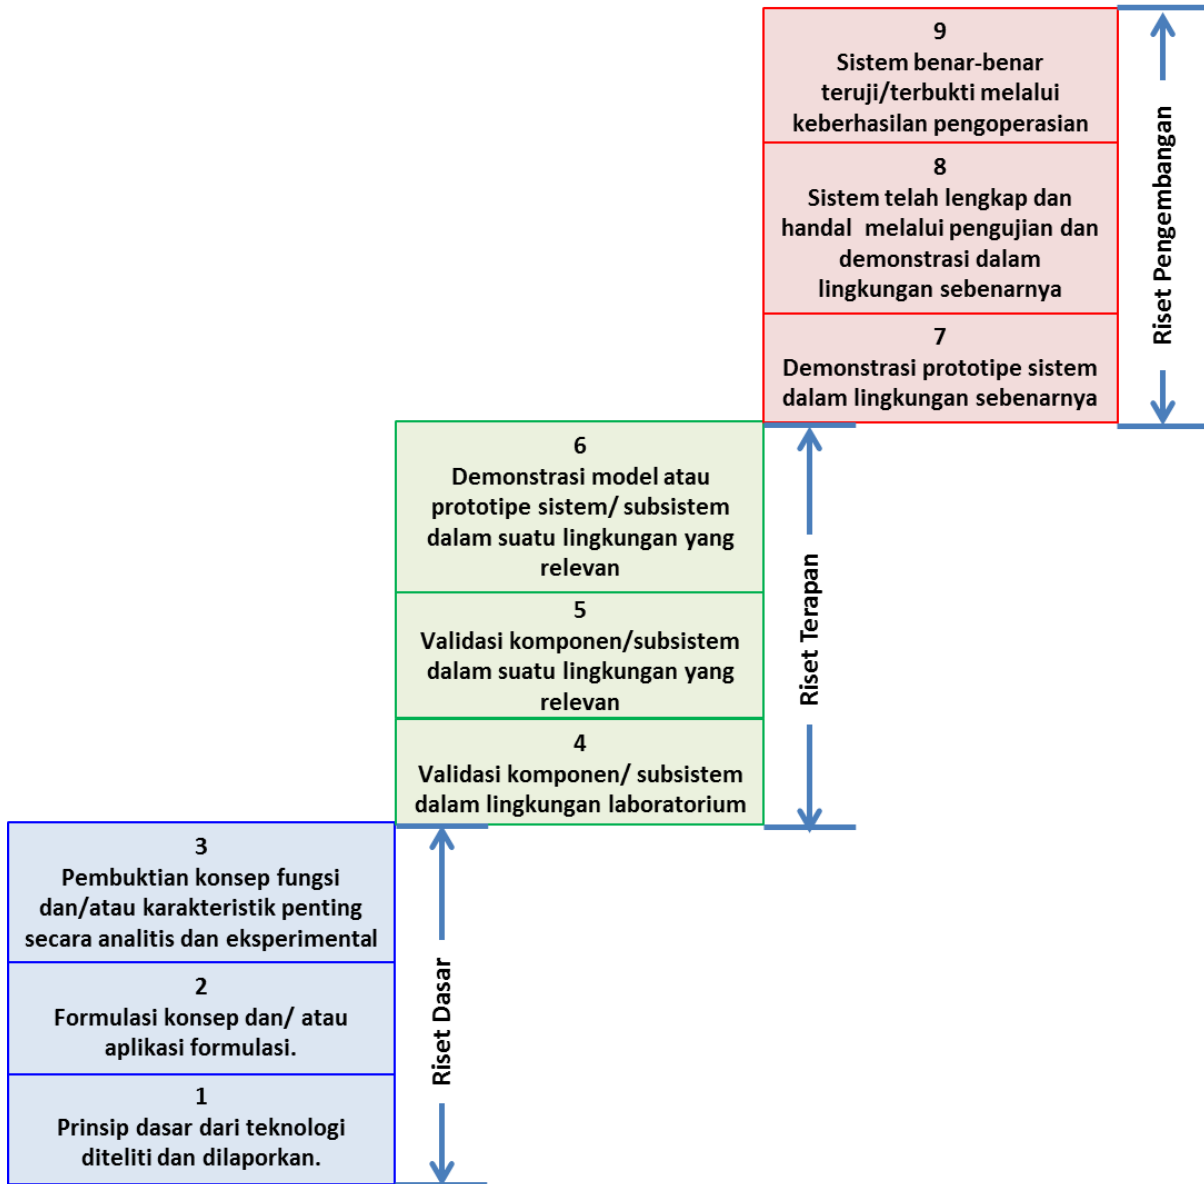 9
Sistem benar-benar
teruji/terbukti melalui
keberhasilan pengoperasian
8
Sistem telah lengkap dan
handal melalui pengujian dan
demonstrasi dalam
lingkungan sebenarnya
7
Demonstrasi prototipe sistem
dalam lingkungan sebenarnya
Riset Pengembangan
6
Demonstrasi model atau
prototipe sistem/ subsistem
dalam suatu lingkungan yang
relevan
5
Validasi komponen/subsistem
dalam suatu lingkungan yang
relevan
4
Validasi komponen/ subsistem
dalam lingkungan laboratorium
Riset Terapan
3
Pembuktian konsep fungsi
dan/atau karakteristik penting
secara analitis dan eksperimental
2
Formulasi konsep dan/ atau
aplikasi formulasi.
1
Prinsip dasar dari teknologi
diteliti dan dilaporkan.
Riset Dasar